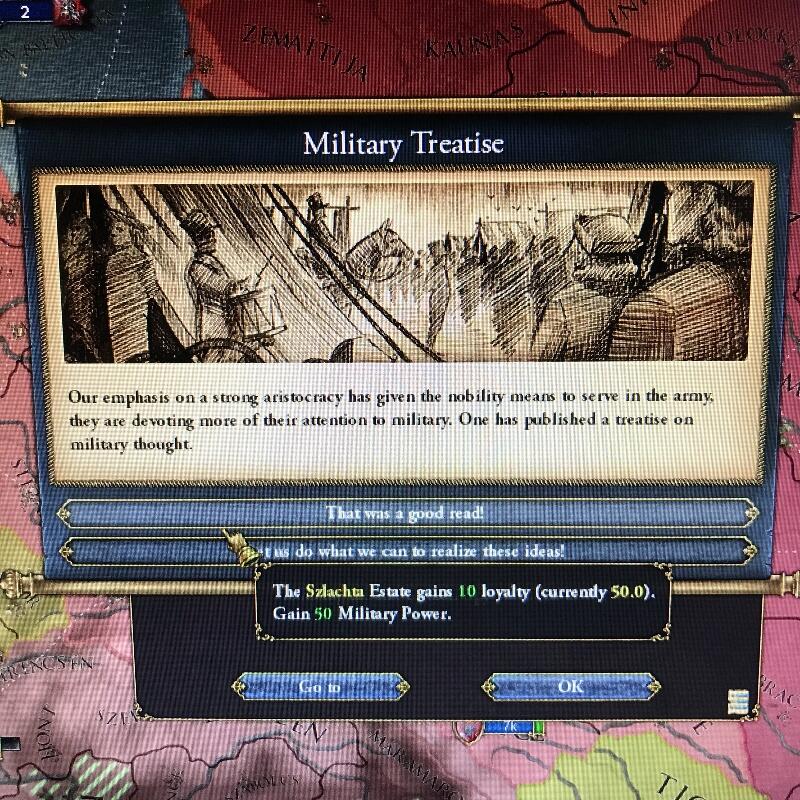 2
ZEMAITIJA
KAUNAS
POLOCK
Military Treatise
Our emphasis on a strong aristocracy has given the nobility means to serve in the army,
they are devoting more of their attention to military. One has published a treatise on
military thought.
That was a good read!
t us do what we can to realize these ideas!
The Szlachta Estate gains 10 loyalty (currently 50.0).
Gain 50 Military Power.
Go to
OK
7k